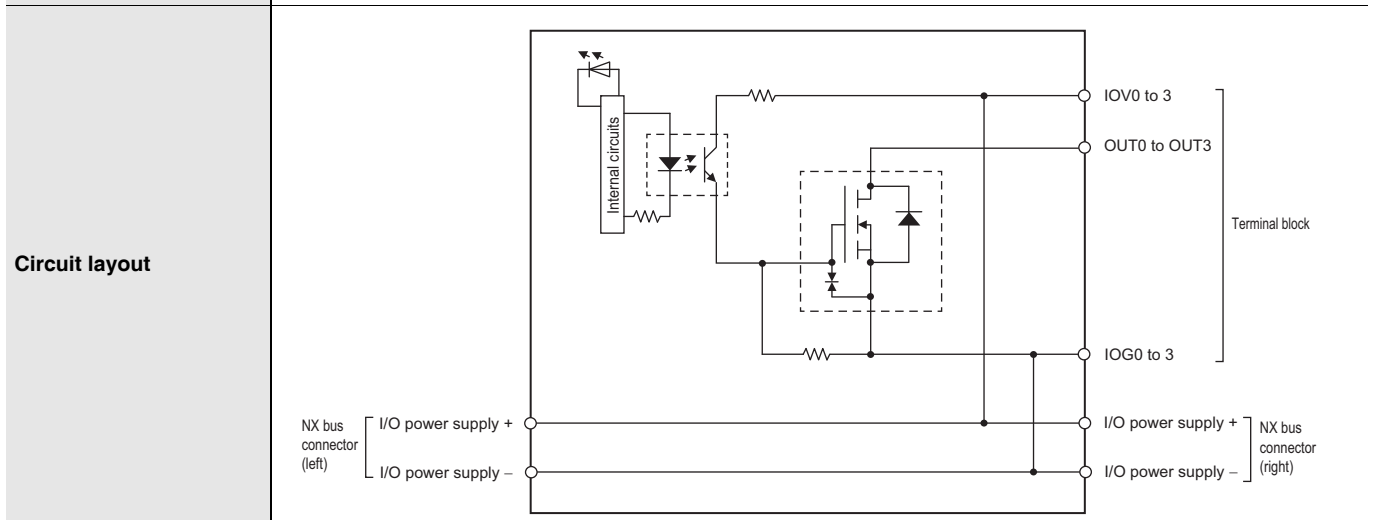 Circuit layout
Internal circuits
IOV0 to 3
OUT0 to OUT3
Terminal block
IOG0 to 3
NX bus
connector
(left)
I/O power supply +
I/O power supply –
I/O power supply +
I/O power supply –
NX bus
connector
(right)